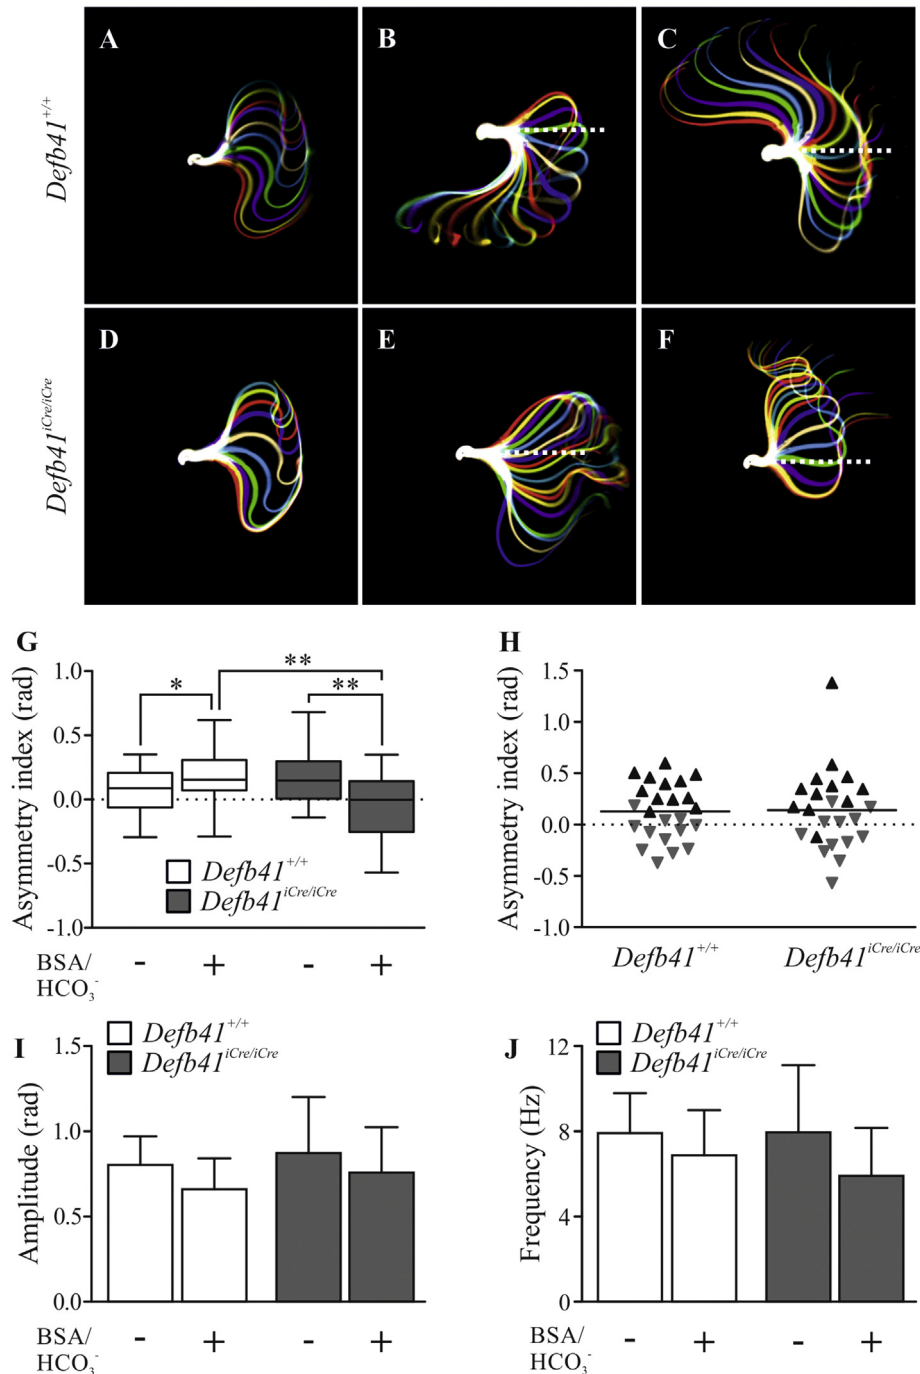 A B C
Defb41+/+
D E F
Defb41iCre/iCre
G
Asymmetry index (rad)
1.0
0.5
0.0
-0.5
-1.0
* ** **
Defb41+/+
Defb41iCre/iCre
BSA/
HCO3-
- + - +
H
Asymmetry index (rad)
1.5
1.0
0.5
0.0
-0.5
-1.0
Defb41+/+ Defb41iCre/iCre
I
Amplitude (rad)
Defb41+/+
Defb41iCre/iCre
1.5
1.0
0.5
0.0
BSA/
HCO3-
- + - +
J
Frequency (Hz)
Defb41+/+
Defb41iCre/iCre
12
8
4
0
BSA/
HCO3-
- + - +